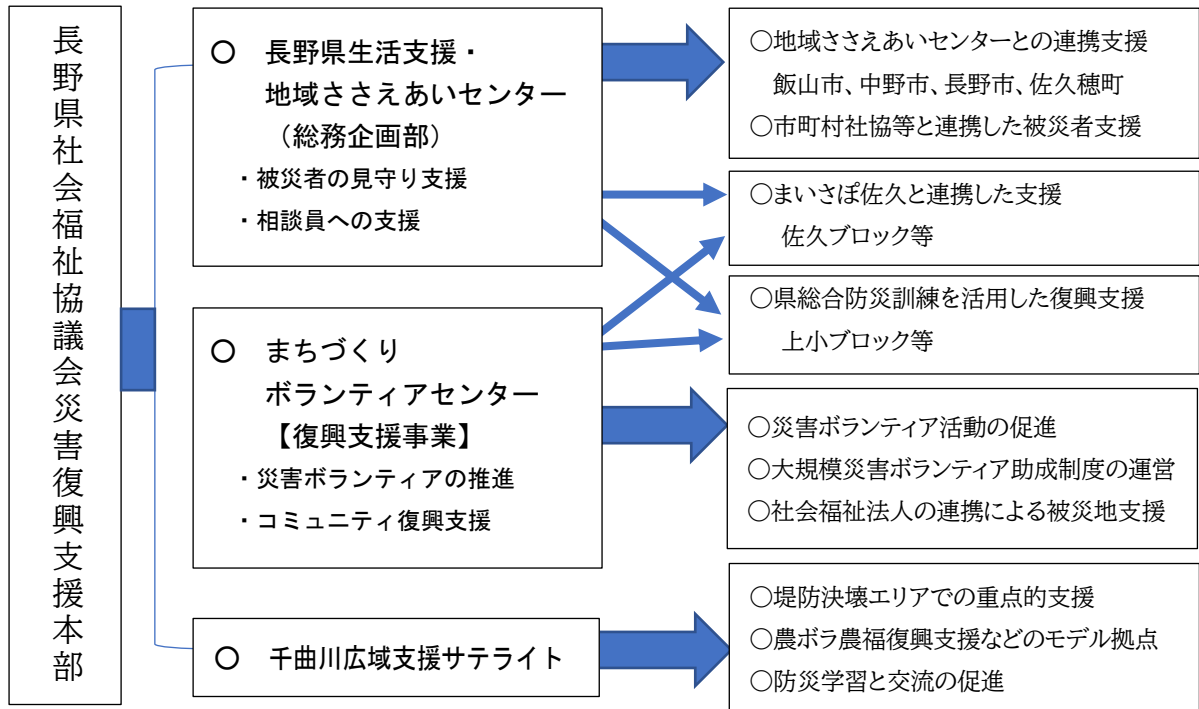 長野県社会福祉協議会災害復興支援本部
○ 長野県生活支援・
地域ささえあいセンター
（総務企画部）
・被災者の見守り支援
・相談員への支援
○ まちづくり
ボランティアセンター
【復興支援事業】
・災害ボランティアの推進
・コミュニティ復興支援
○ 千曲川広域支援サテライト
○地域ささえあいセンターとの連携支援
飯山市、中野市、長野市、佐久穂町
○市町村社協等と連携した被災者支援
○まいさぽ佐久と連携した支援
佐久ブロック等
○県総合防災訓練を活用した復興支援
上小ブロック等
○災害ボランティア活動の促進
○大規模災害ボランティア助成制度の運営
○社会福祉法人の連携による被災地支援
○堤防決壊エリアでの重点的支援
○農ボラ農福復興支援などのモデル拠点
○防災学習と交流の促進